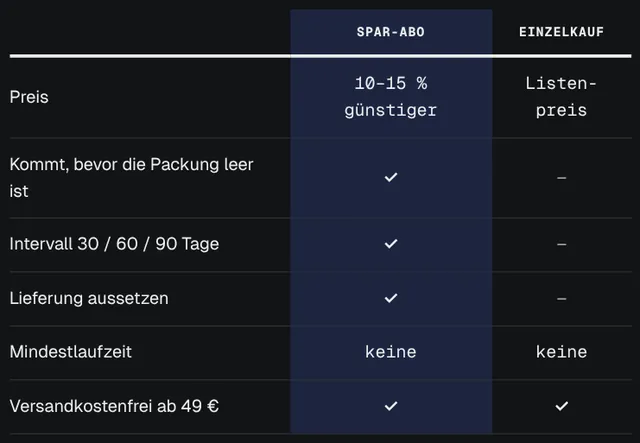 SPAR-ABO EINZELKAUF
Preis 10–15 % günstiger Listen-preis
Kommt, bevor die Packung leer ist ✓ –
Intervall 30 / 60 / 90 Tage ✓ –
Lieferung aussetzen ✓ –
Mindestlaufzeit keine keine
Versandkostenfrei ab 49 € ✓ ✓